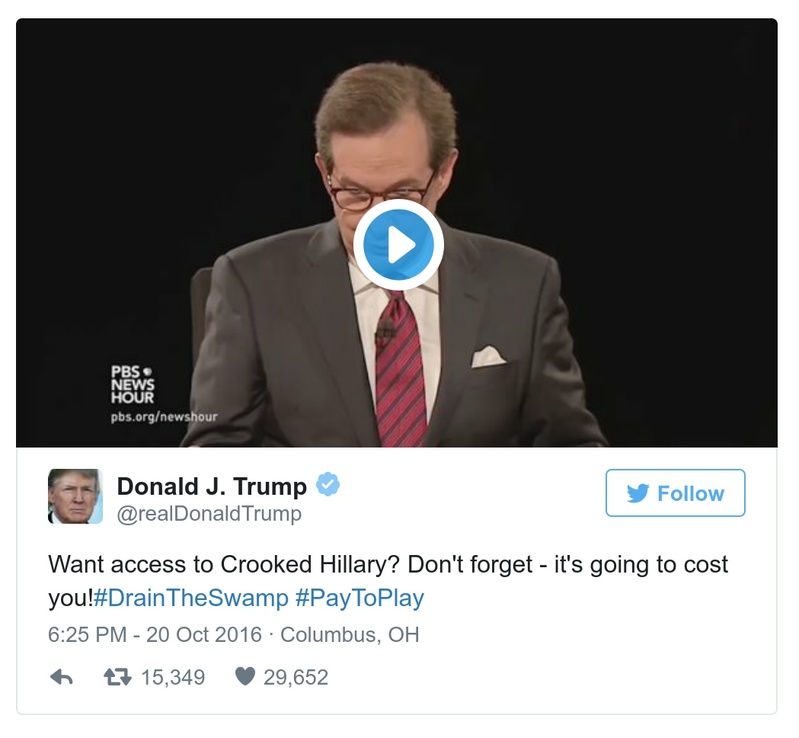 PBS
NEWS
HOUR
pbs.org/newshour
Donald J. Trump
@realDonaldTrump
Follow
Want access to Crooked Hillary? Don't forget - it's going to cost
you!#DrainTheSwamp #PayToPlay
6:25 PM - 20 Oct 2016 · Columbus, OH
15,349 29,652